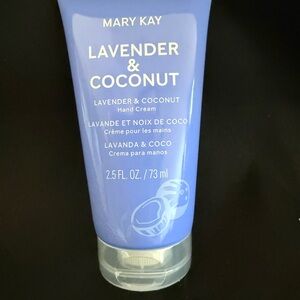 MARY KAY
LAVENDER
&
COCONUT
LAVENDER & COCONUT
Hand Cream
LAVANDE ET NOIX DE COCO
Crème pour les mains
LAVANDA & COCO
Crema para manos
2.5 FL. OZ. / 73 ml